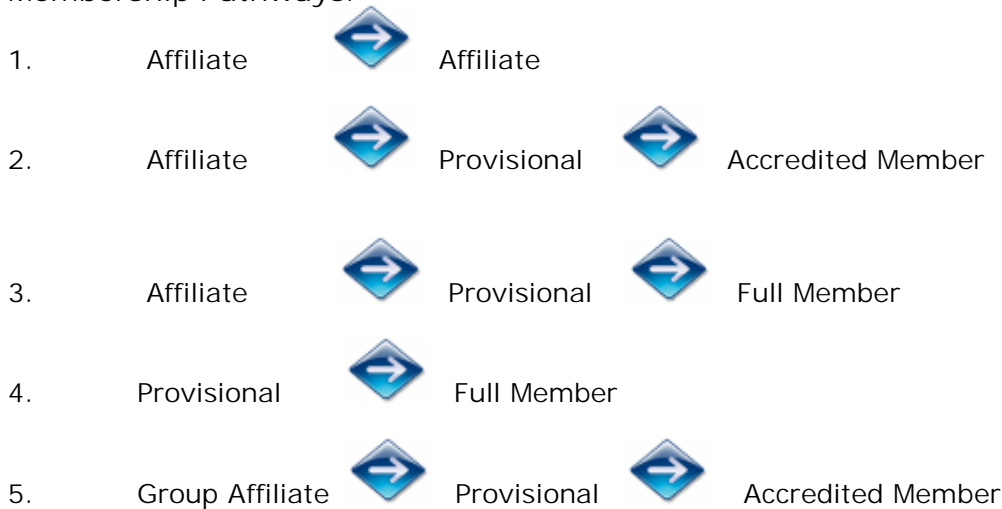 Membership Pathways:
1. Affiliate Affiliate
2. Affiliate Provisional Accredited Member
3. Affiliate Provisional Full Member
4. Provisional Full Member
5. Group Affiliate Provisional Accredited Member